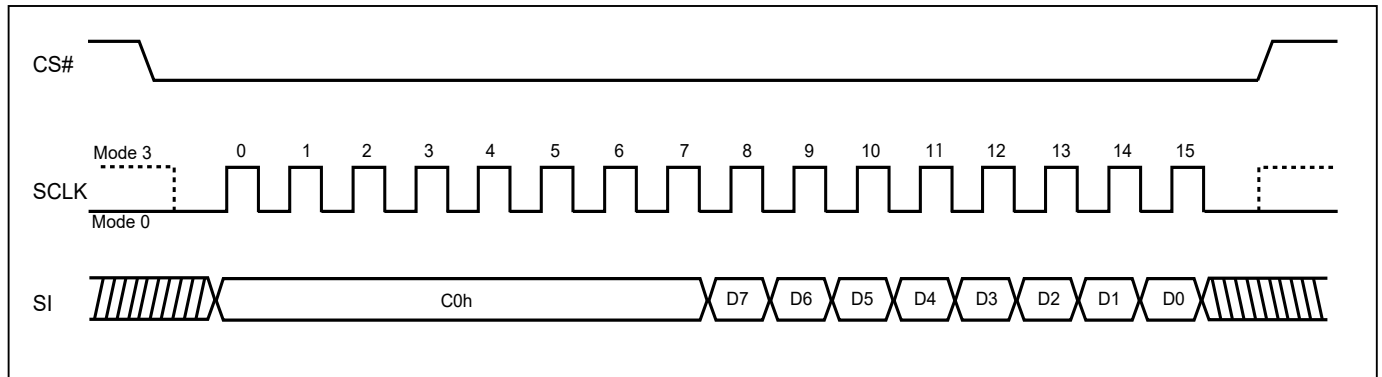 CS#
Mode 3
0 1 2 3 4 5 6 7 8 9 10 11 12 13 14 15
SCLK
Mode 0
SI
C0h D7 D6 D5 D4 D3 D2 D1 D0